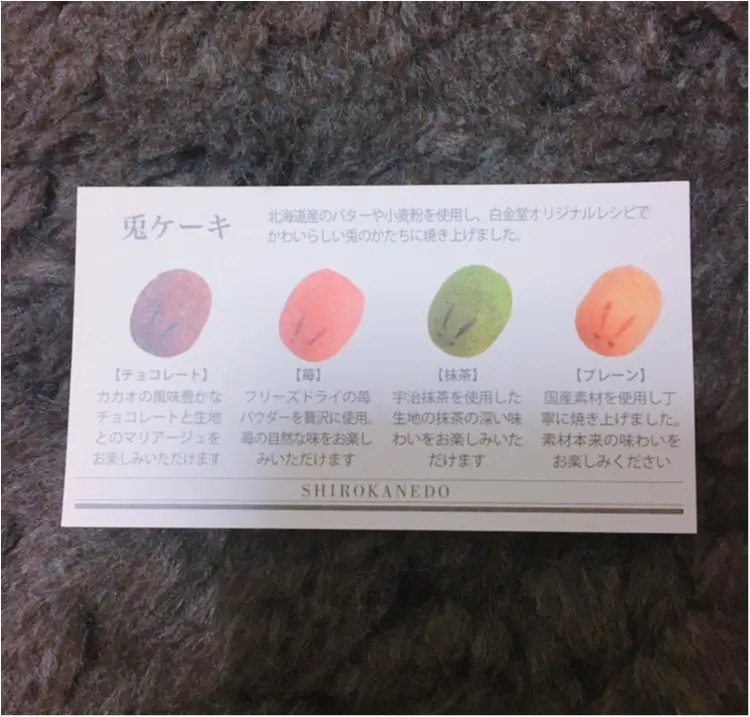 兎ケーキ
北海道産のバターや小麦粉を使用し、白金堂オリジナルレシピで
かわいらしい兎のかたちに焼き上げました。
【チョコレート】
カカオの風味豊かな
チョコレートと生地
とのマリアージュを
お楽しみいただけます
【苺】
フリーズドライの苺
パウダーを贅沢に使用。
苺の自然な味をお楽し
みいただけます
【抹茶】
宇治抹茶を使用した
生地の抹茶の深い味
わいをお楽しみいた
だけます
【プレーン】
国産素材を使用し丁
寧に焼き上げました。
素材本来の味わいを
お楽しみください
SHIROKANEDO